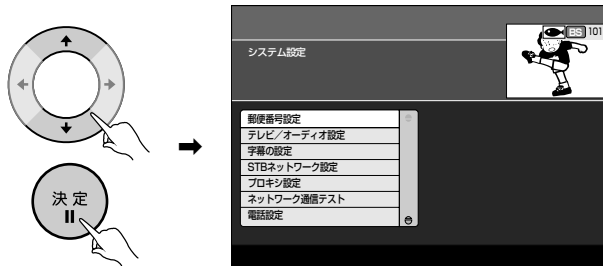 決定
BS 101
システム設定
郵便番号設定
テレビ／オーディオ設定
字幕の設定
STBネットワーク設定
プロキシ設定
ネットワーク通信テスト
電話設定